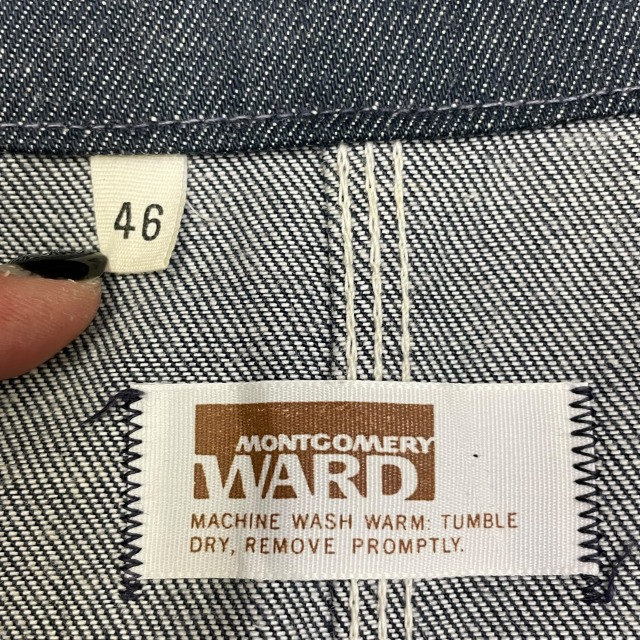 46
MONTGOMERY
WARD
MACHINE WASH WARM: TUMBLE
DRY, REMOVE PROMPTLY.